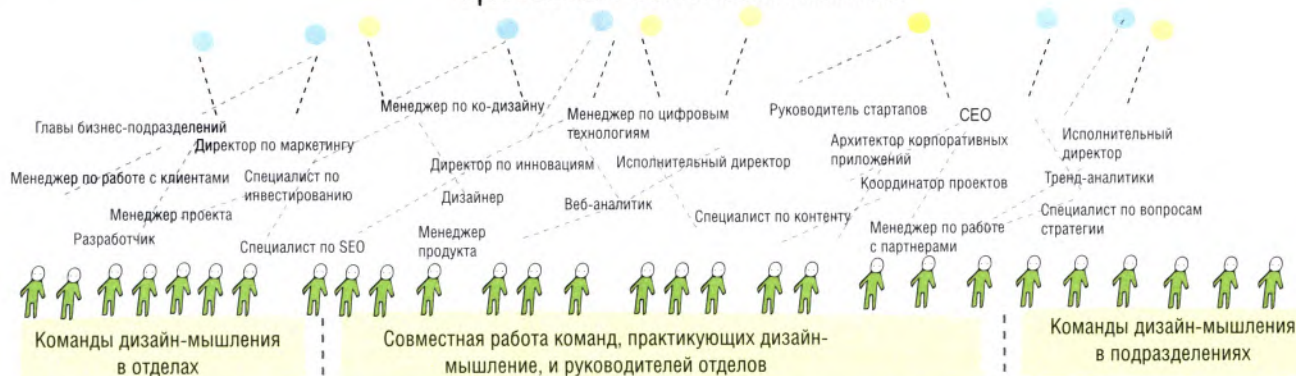 Главы бизнес-подразделений
Директор по маркетингу
Менеджер по работе с клиентами
Специалист по
инвестированию
Менеджер проекта
Разработчик
Специалист по SEO
Менеджер по ко-дизайну
Менеджер по цифровым
технологиям
Директор по инновациям
Исполнительный директор
Дизайнер
Веб-аналитик
Менеджер
продукта
Специалист по контенту
Руководитель стартапов
CEO
Архитектор корпоративных
приложений
Координатор проектов
Менеджер по работе
с партнерами
Исполнительный
директор
Тренд-аналитики
Специалист по вопросам
стратегии
Команды дизайн-мышления
в отделах
Совместная работа команд, практикующих дизайн-
мышление, и руководителей отделов
Команды дизайн-мышления
в подразделениях